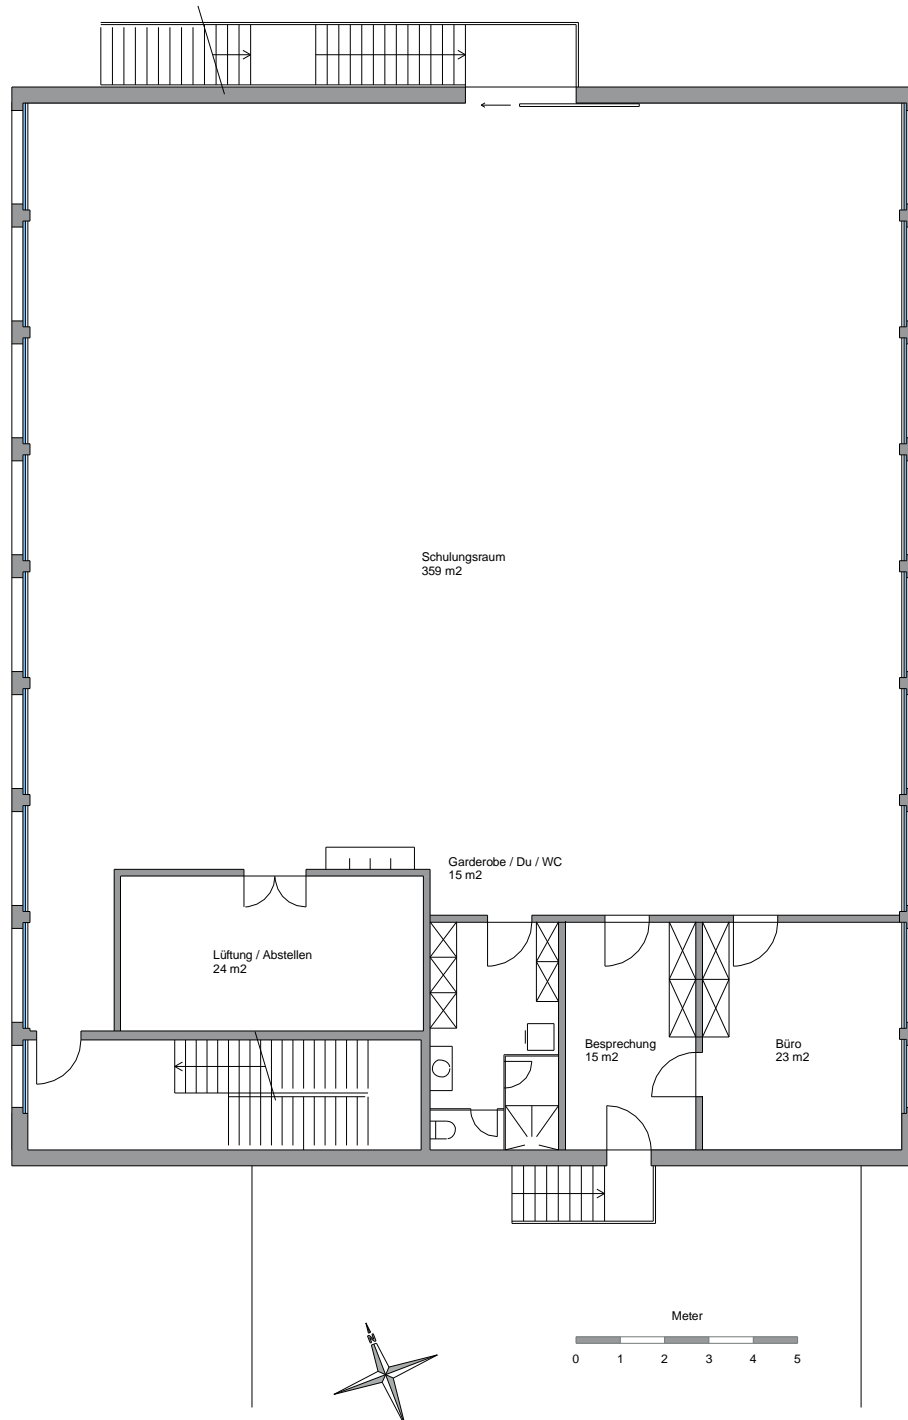 Schulungsraum
359 m2
Garderobe / Du / WC
15 m2
Lüftung / Abstellen
24 m2
Besprechung
15 m2
Büro
23 m2
Meter
0 1 2 3 4 5
N